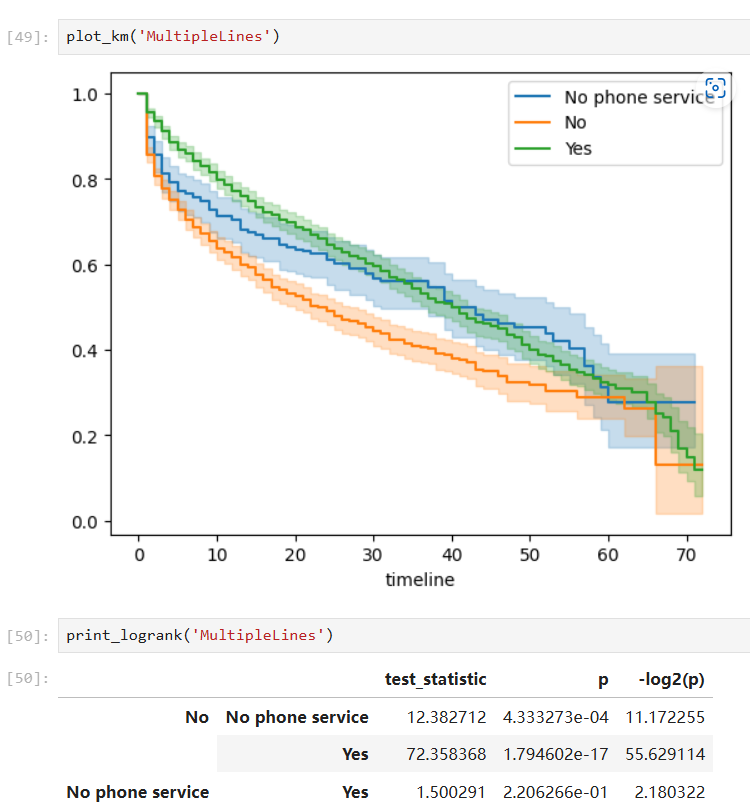 [49]: plot_km('MultipleLines')
1.0
0.8
0.6
0.4
0.2
0.0
No phone service
No
Yes
0 10 20 30 40 50 60 70
timeline
[50]: print_logrank('MultipleLines')
[50]:
test_statistic p -log2(p)
No No phone service 12.382712 4.333273e-04 11.172255
Yes 72.358368 1.794602e-17 55.629114
No phone service Yes 1.500291 2.206266e-01 2.180322